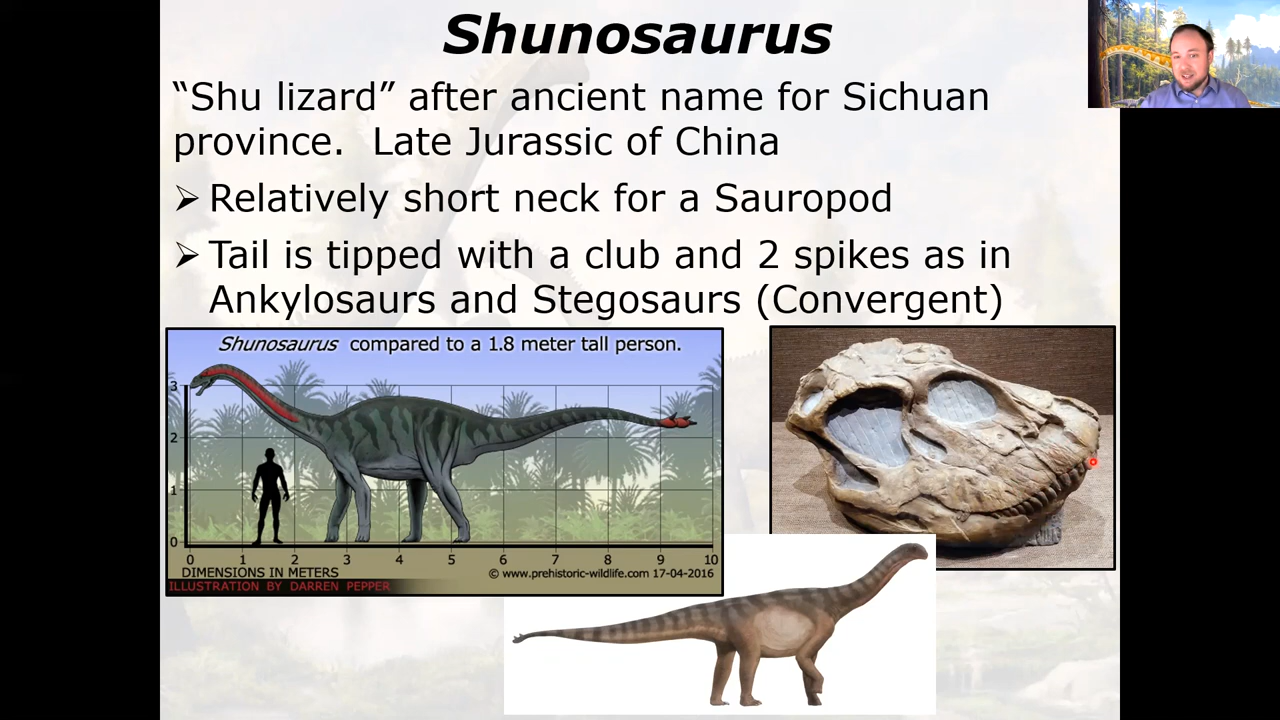 Shunosaurus
“Shu lizard” after ancient name for Sichuan
province.  Late Jurassic of China
➢ Relatively short neck for a Sauropod
➢ Tail is tipped with a club and 2 spikes as in
Ankylosaurs and Stegosaurs (Convergent)
Shunosaurus compared to a 1.8 meter tall person.
3
2
1
0
0 1 2 3 4 5 6 7 8 9 10
DIMENSIONS IN METERS
© www.prehistoric-wildlife.com 17-04-2016
ILLUSTRATION BY DARREN PEPPER